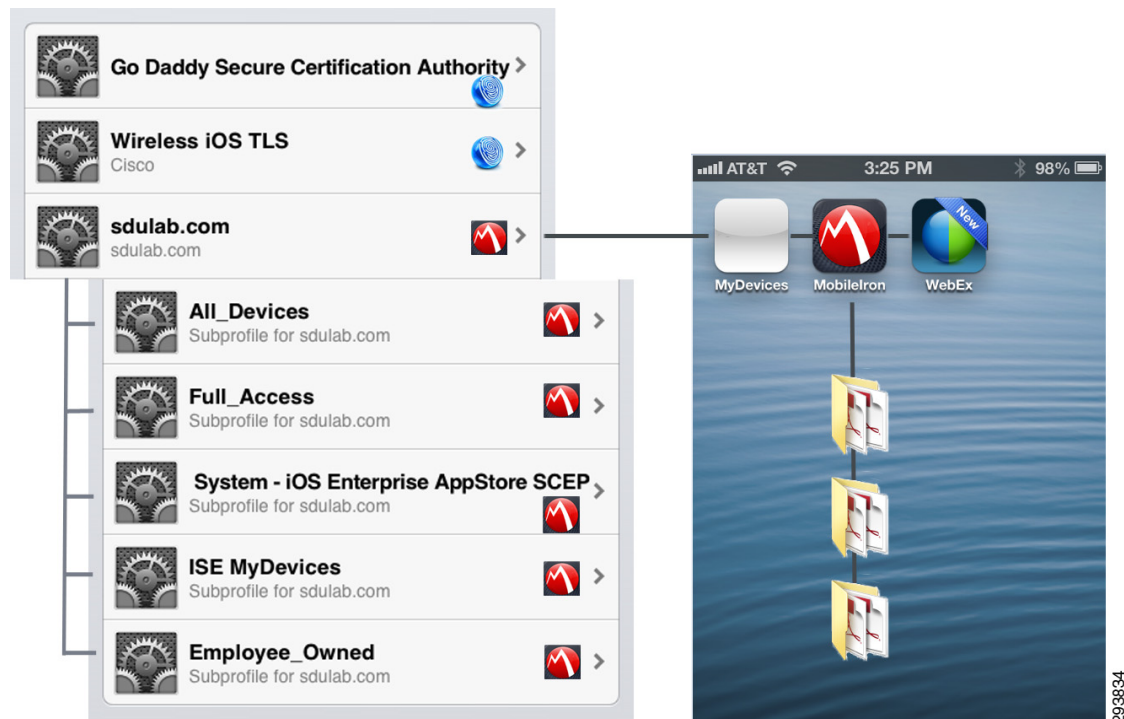 Go Daddy Secure Certification Authority
Wireless iOS TLS
Cisco
sdulab.com
sdulab.com
All_Devices
Subprofile for sdulab.com
Full_Access
Subprofile for sdulab.com
System - iOS Enterprise AppStore SCEP
Subprofile for sdulab.com
ISE MyDevices
Subprofile for sdulab.com
Employee_Owned
Subprofile for sdulab.com
AT&T 3:25 PM 98%
New
MyDevices MobileIron WebEx
293834